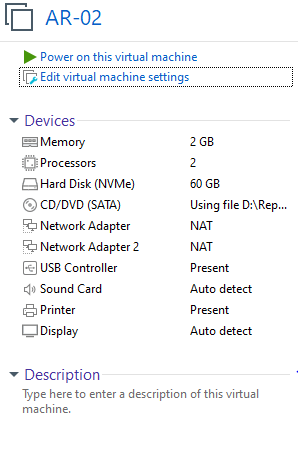 AR-02
Power on this virtual machine
Edit virtual machine settings
Devices
Memory 2 GB
Processors 2
Hard Disk (NVMe) 60 GB
CD/DVD (SATA) Using file D:\Rep...
Network Adapter NAT
Network Adapter 2 NAT
USB Controller Present
Sound Card Auto detect
Printer Present
Display Auto detect
Description
Type here to enter a description of this virtual
machine.